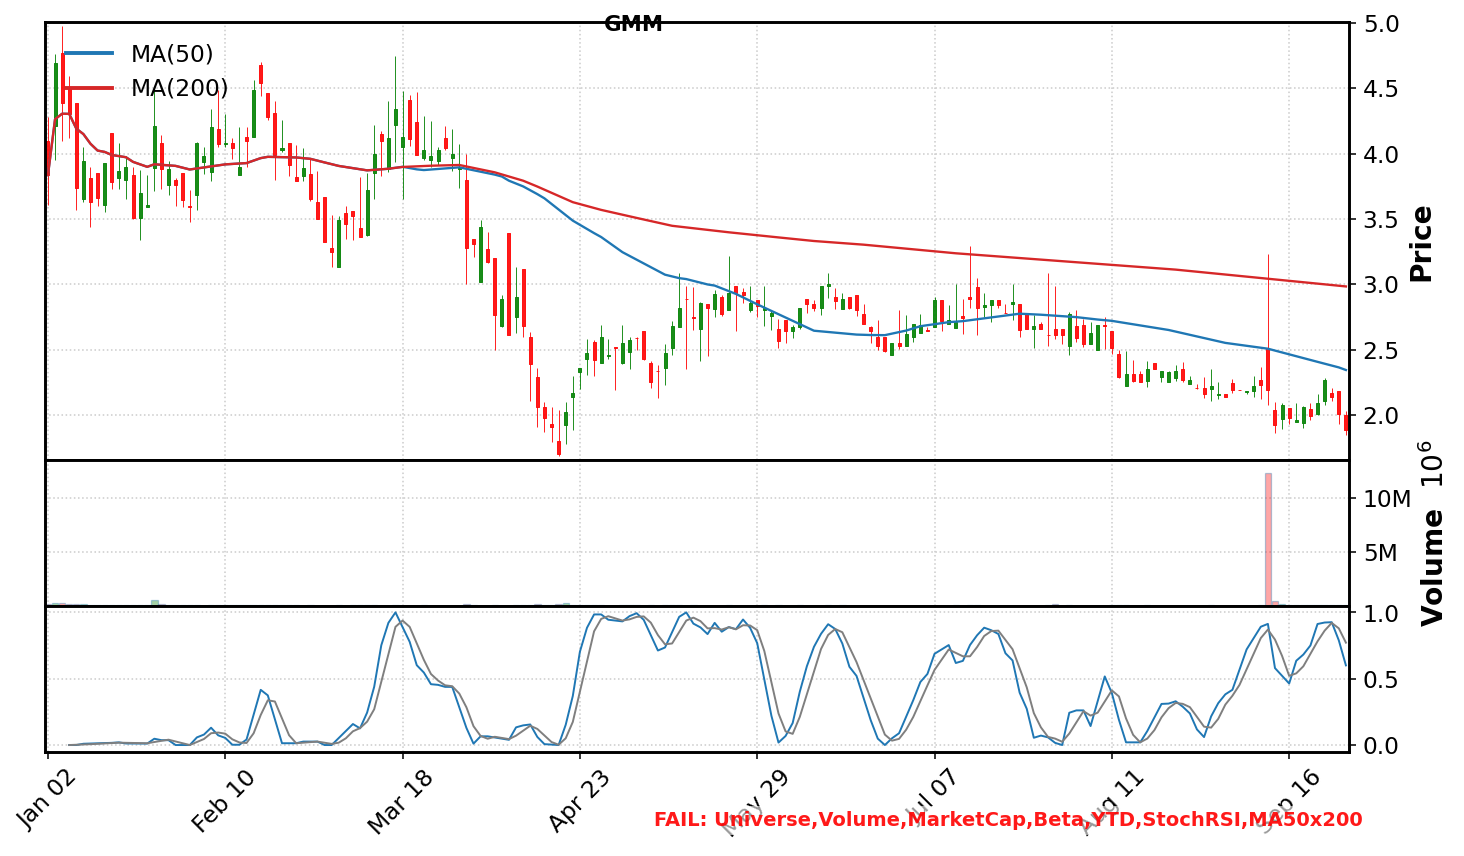 GMM
MA(50)
MA(200)
5.0
4.5
4.0
3.5
3.0
2.5
2.0
Price
10M
5M
Volume 10^6
1.0
0.5
0.0
Jan 02
Feb 10
Mar 18
Apr 23
May 29
Jul 07
Aug 11
Sep 16
FAIL: Universe,Volume,MarketCap,Beta,YTD,StochRSI,MA50x200